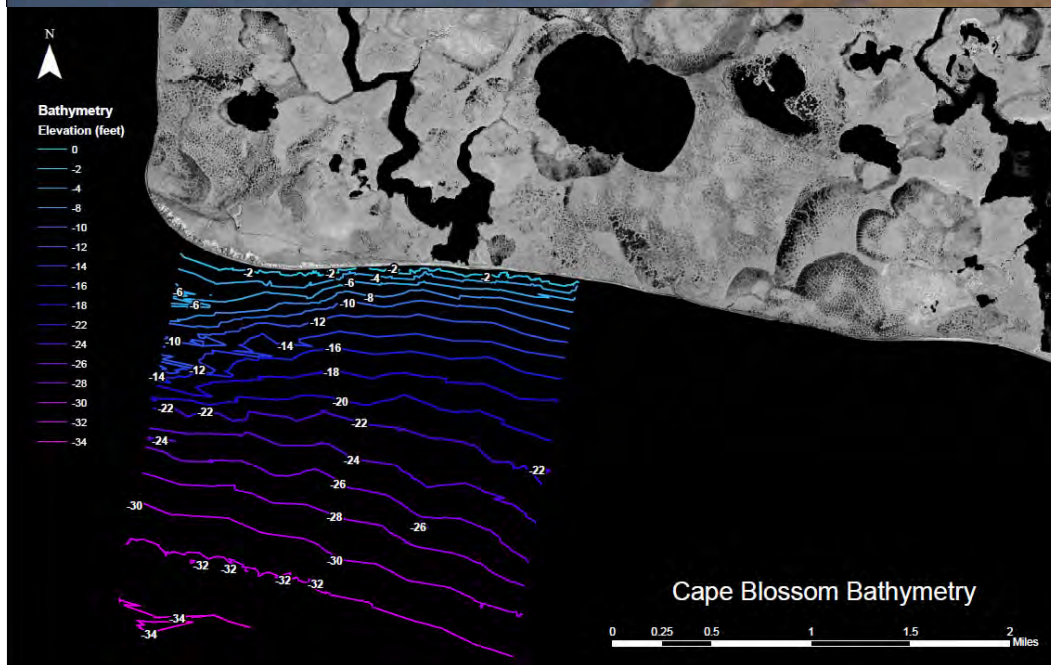 N
Bathymetry
Elevation (feet)
0
-2
-4
-8
-10
-12
-14
-16
-18
-22
-24
-26
-28
-30
-32
-34
-2 -2 -2
-4 -2
-6
-6 -8
-6 -10
-12
-10 -14 -16
-12
-14 -18
-20
-22 -22 -22
-24 -24
-22
-26
-30 -28 -26
-30
-32 -32 -32 -32
-34
-34
Cape Blossom Bathymetry
0 0.25 0.5 1 1.5 2
Miles